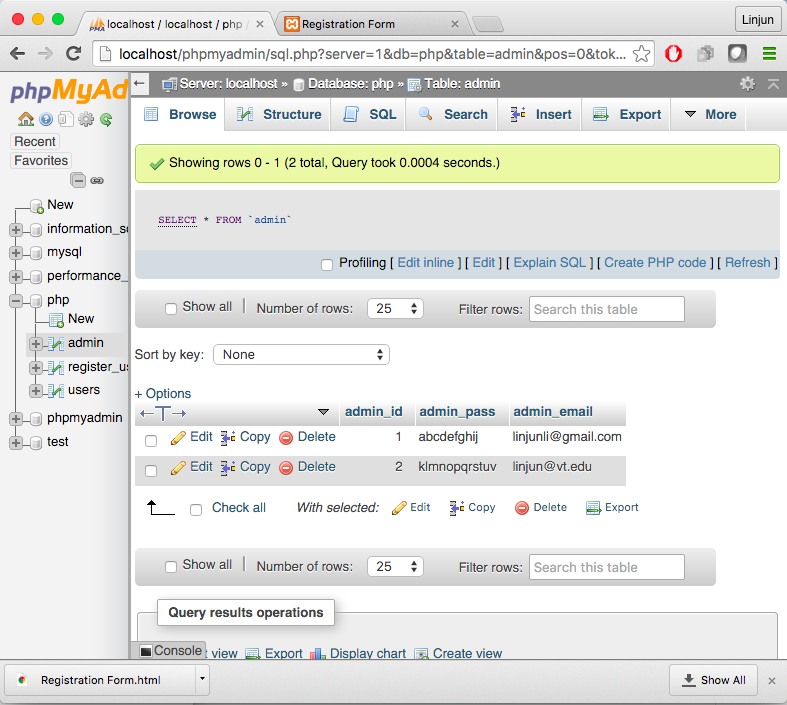 localhost / localhost / php /
Registration Form
Linjun
localhost/phpmyadmin/sql.php?server=1&db=php&table=admin&pos=0&tok
phpMyAd
Server: localhost » Database: php » Table: admin
Browse Structure SQL Search Insert Export More
Recent
Favorites
New
information_sc
mysql
performance_
php
New
admin
register_us
users
phpmyadmin
test
Showing rows 0 - 1 (2 total, Query took 0.0004 seconds.)
SELECT * FROM `admin`
Profiling [ Edit inline ] [ Edit ] [ Explain SQL ] [ Create PHP code ] [ Refresh ]
Show all | Number of rows: 25 Filter rows: Search this table
Sort by key: None
+ Options
←T→ admin_id admin_pass admin_email
Edit Copy Delete 1 abcdefghij linjunli@gmail.com
Edit Copy Delete 2 klmnopqrstuv linjun@vt.edu
Check all With selected: Edit Copy Delete Export
Show all | Number of rows: 25 Filter rows: Search this table
Query results operations
Console t view Export Display chart Create view
Registration Form.html
Show All